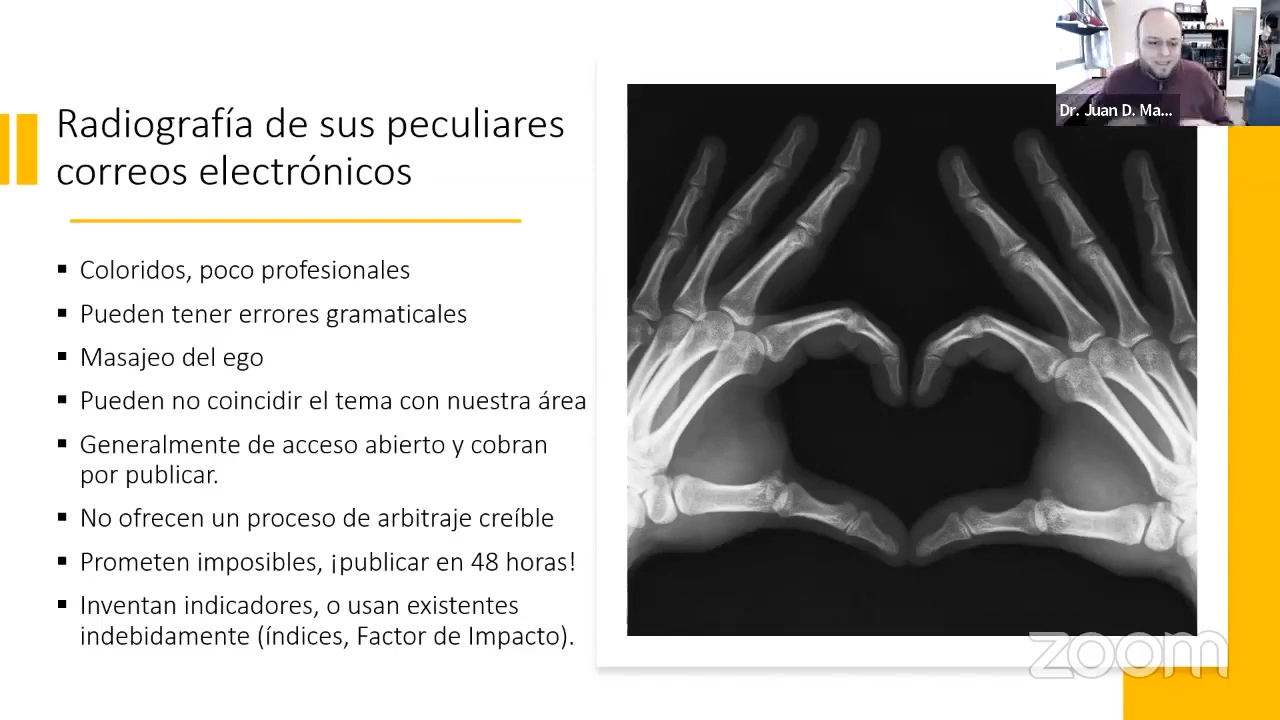 Radiografía de sus peculiares
correos electrónicos
▪ Coloridos, poco profesionales
▪ Pueden tener errores gramaticales
▪ Masajeo del ego
▪ Pueden no coincidir el tema con nuestra área
▪ Generalmente de acceso abierto y cobran
por publicar.
▪ No ofrecen un proceso de arbitraje creíble
▪ Prometen imposibles, ¡publicar en 48 horas!
▪ Inventan indicadores, o usan existentes
indebidamente (índices, Factor de Impacto).
Dr. Juan D. Ma...
zoom